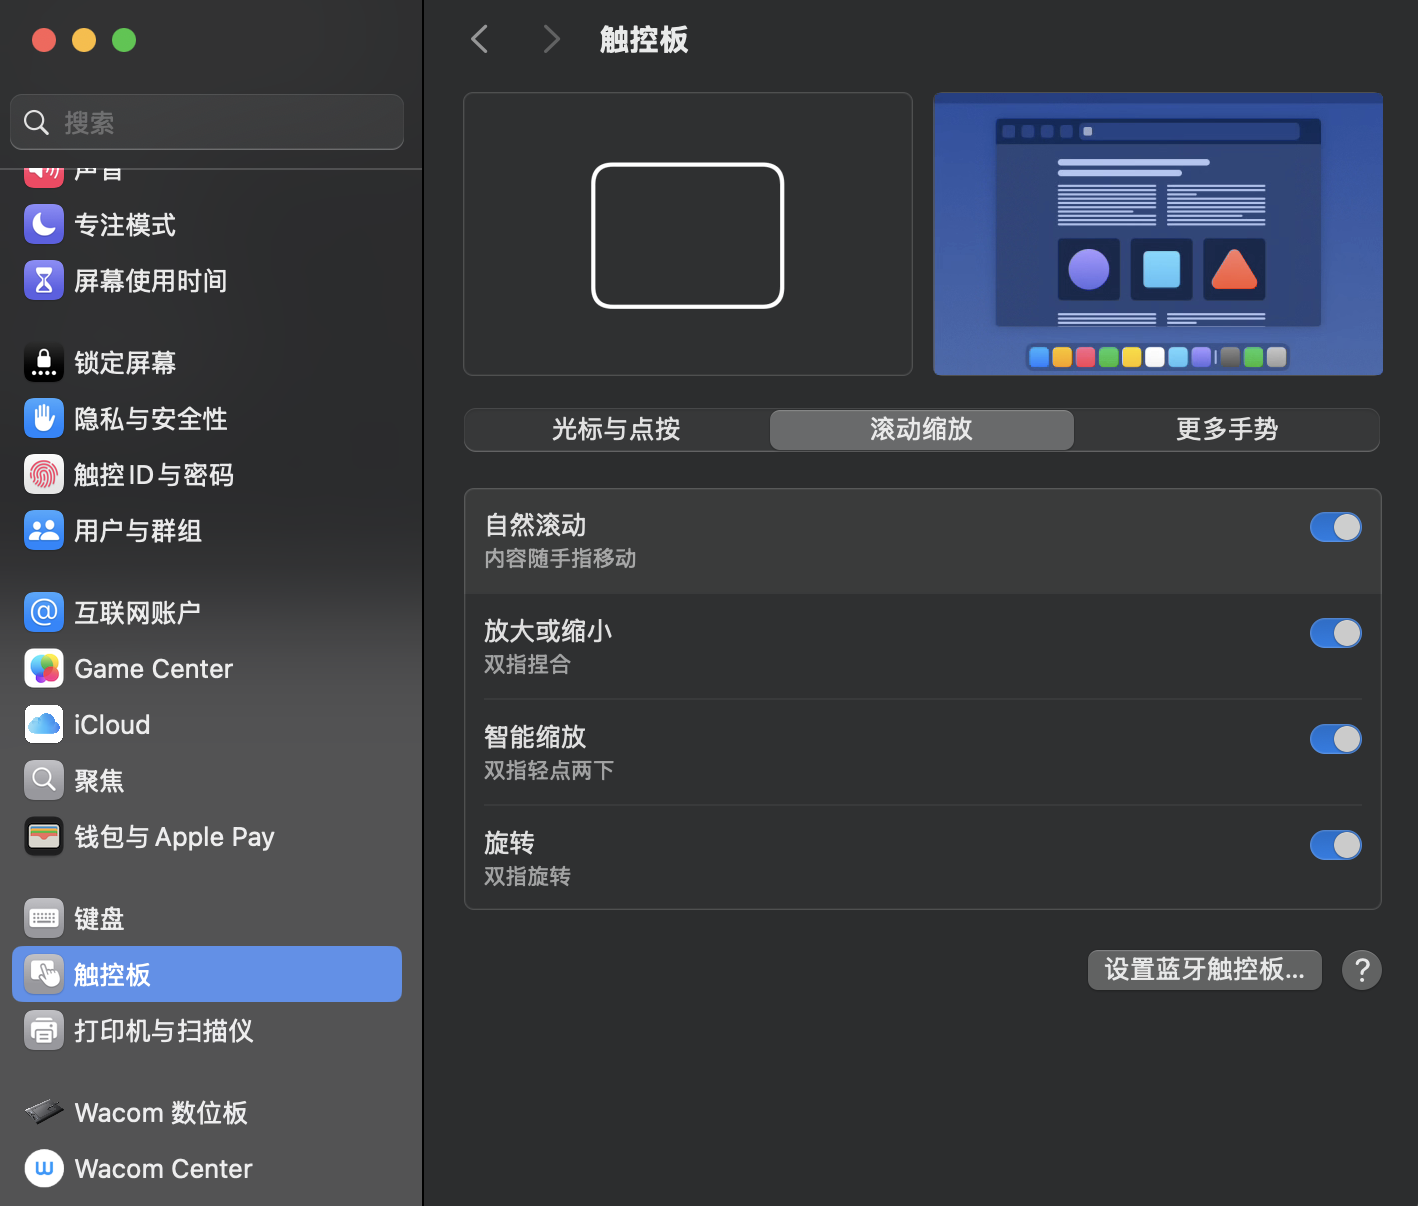 搜索
声音
专注模式
屏幕使用时间
锁定屏幕
隐私与安全性
触控 ID 与密码
用户与群组
互联网账户
Game Center
iCloud
聚焦
钱包与 Apple Pay
键盘
触控板
打印机与扫描仪
Wacom 数位板
Wacom Center
触控板
光标与点按
滚动缩放
更多手势
自然滚动
内容随手指移动
放大或缩小
双指捏合
智能缩放
双指轻点两下
旋转
双指旋转
设置蓝牙触控板...
?